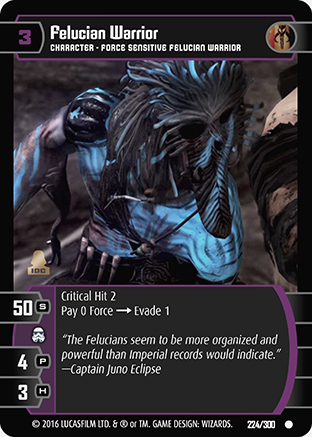 3
Felucian Warrior
CHARACTER - FORCE SENSITIVE FELUCIAN WARRIOR
IDC
50 S
Critical Hit 2
Pay 0 Force → Evade 1
4 P
“The Felucians seem to be more organized and
powerful than Imperial records would indicate.”
—Captain Juno Eclipse
3 H
© 2016 LUCASFILM LTD. & ® OR TM. GAME DESIGN: WIZARDS.
224/300